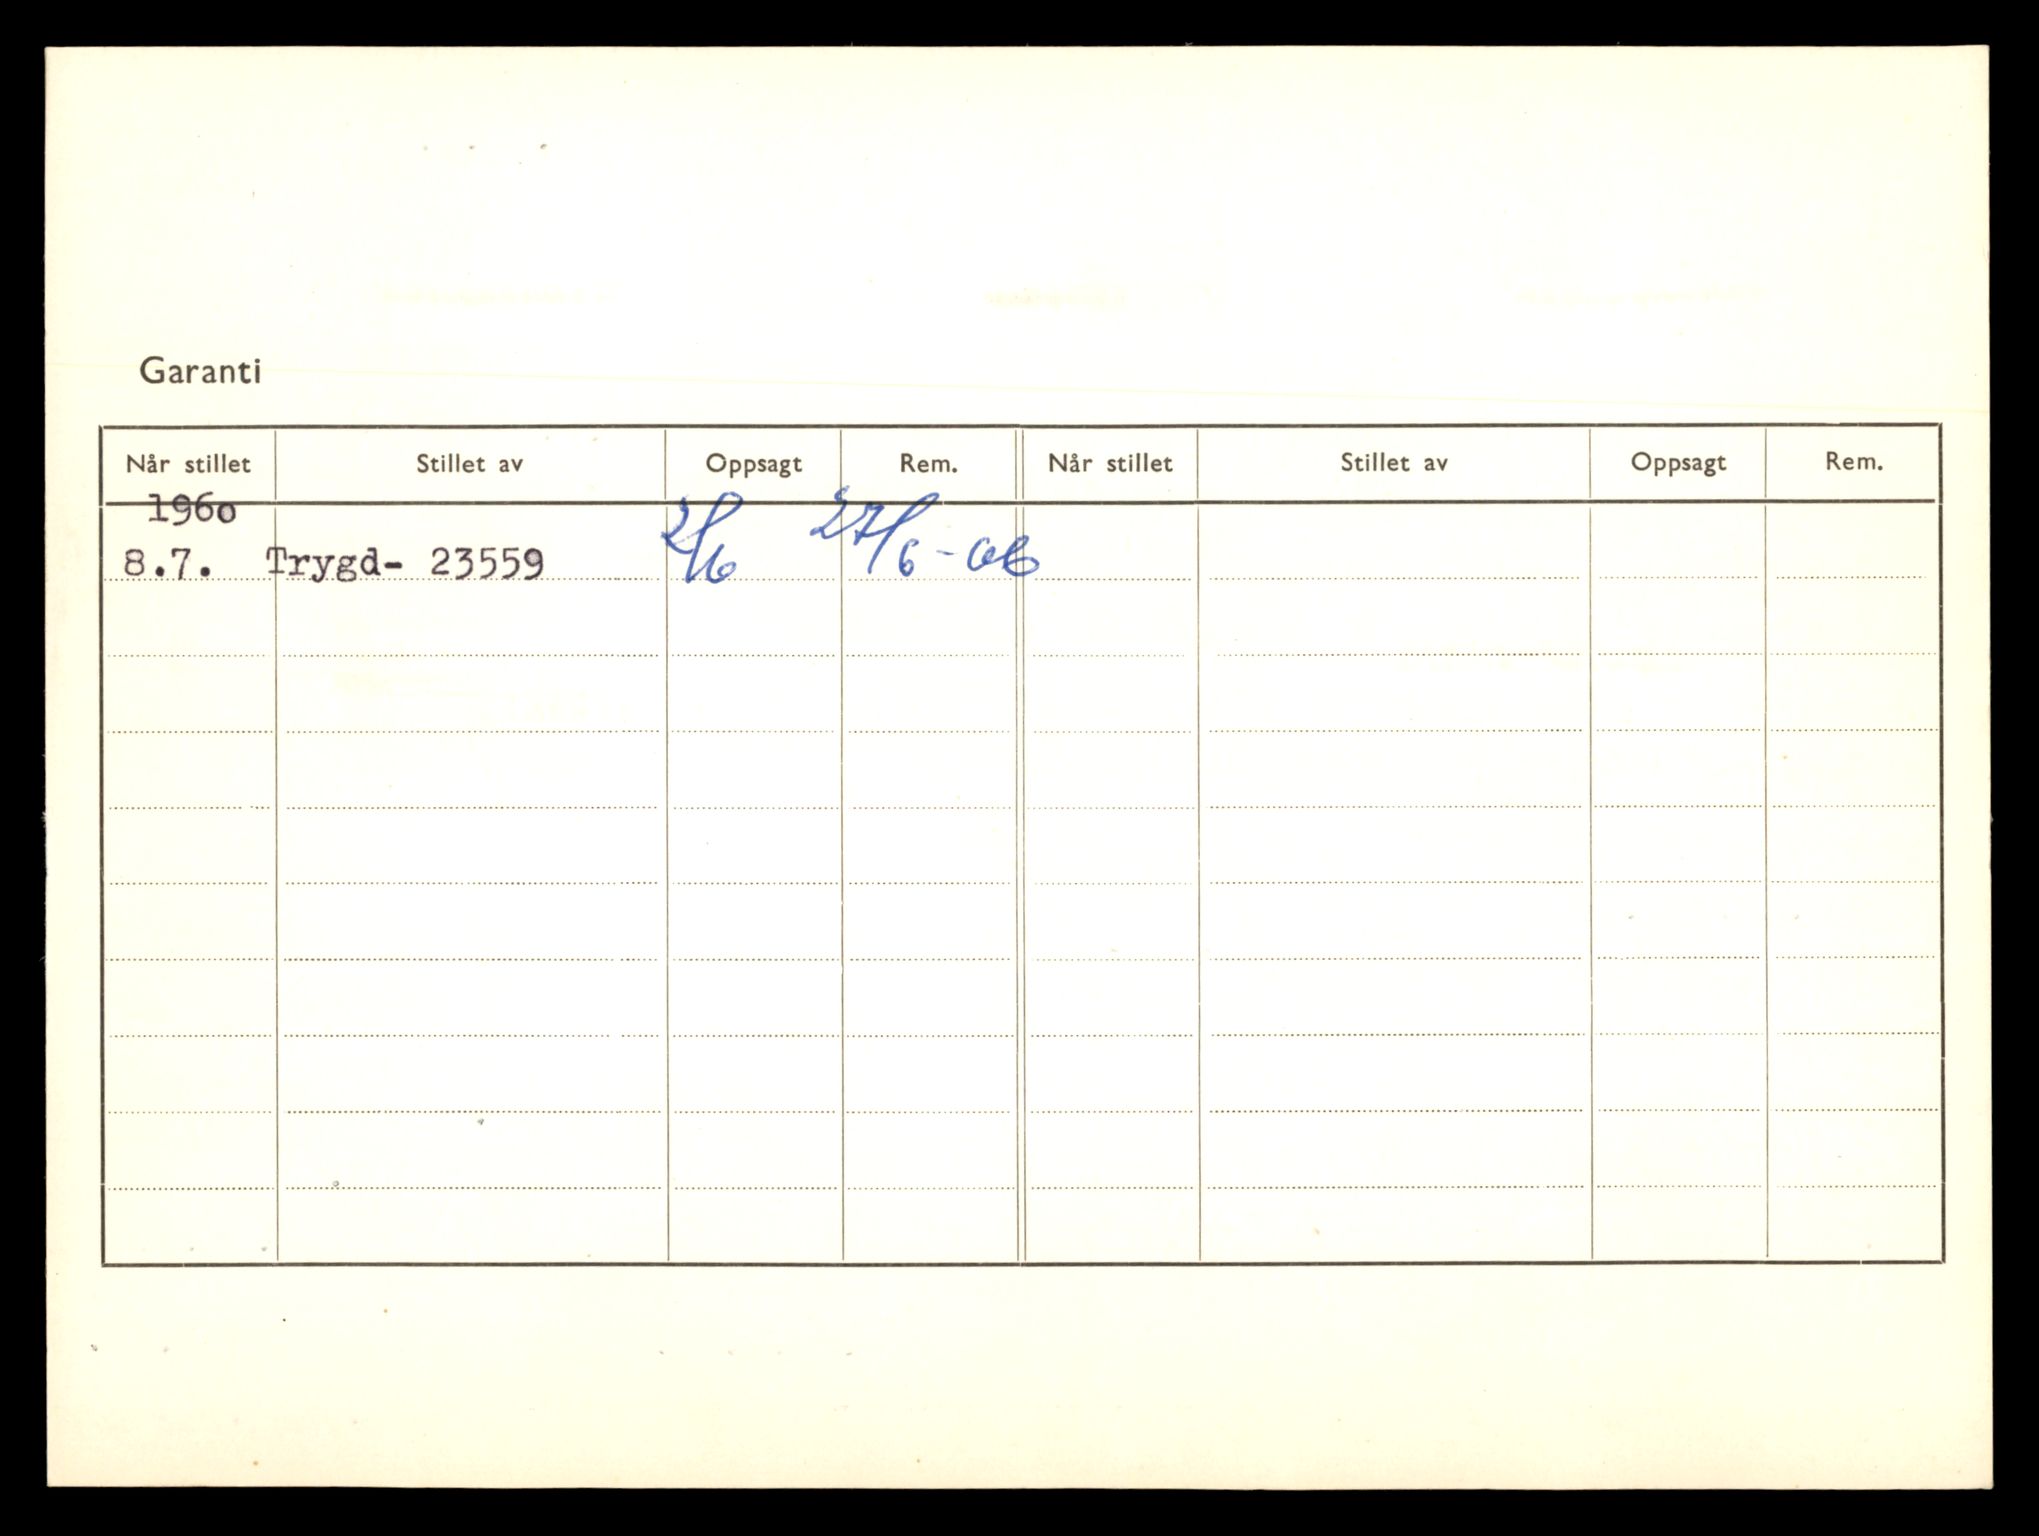 Garanti
Når stillet Stillet av Oppsagt Rem. Når stillet Stillet av Oppsagt Rem.
1960
8.7. Trygd- 23559 2/6 27/6-